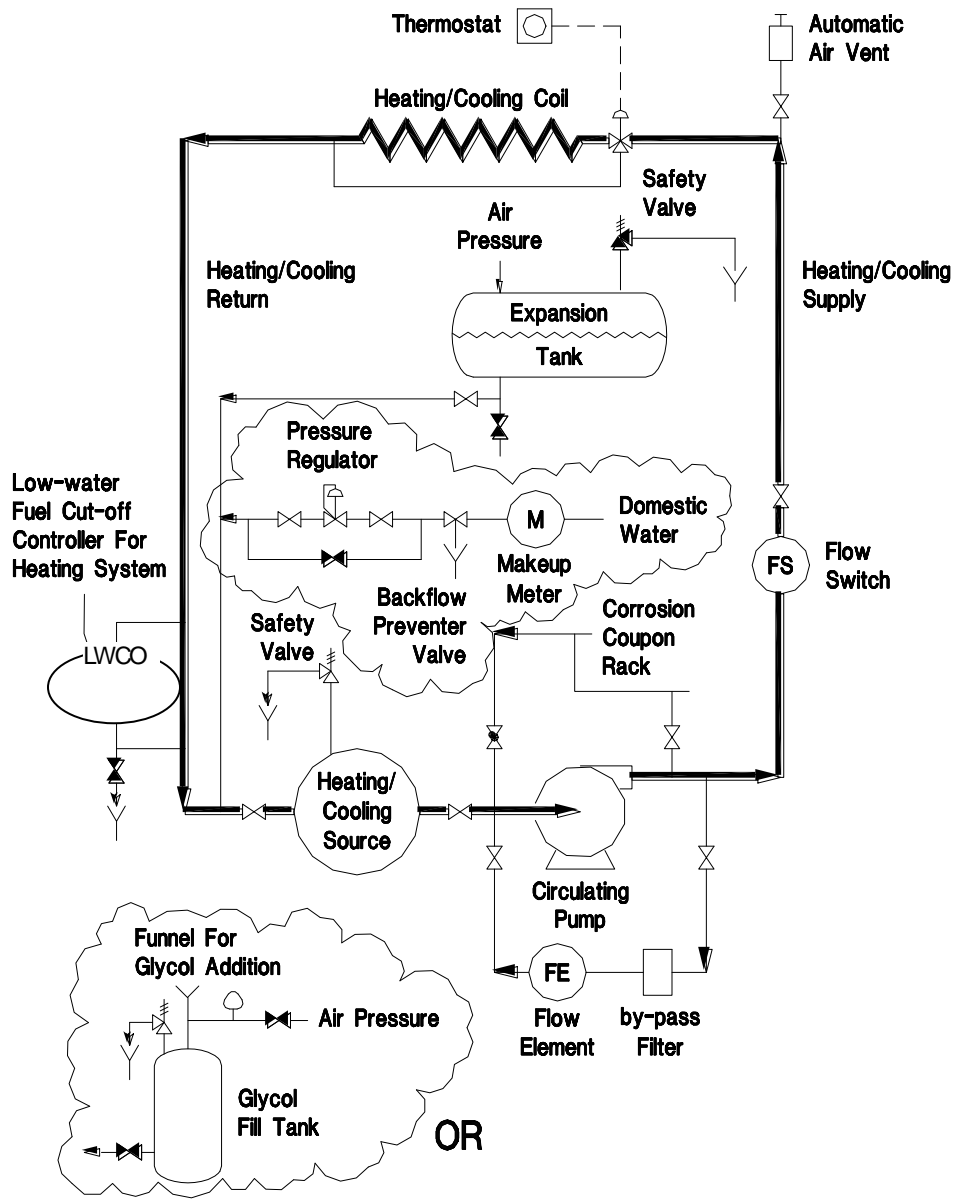 Thermostat
Automatic
Air Vent
Heating/Cooling Coil
Safety
Valve
Air
Pressure
Heating/Cooling
Return
Heating/Cooling
Supply
Expansion
Tank
Pressure
Regulator
Low-water
Fuel Cut-off
Controller For
Heating System
M
Domestic
Water
Makeup
Meter
FS
Flow
Switch
Backflow
Preventer
Valve
Corrosion
Coupon
Rack
Safety
Valve
LWCO
Heating/
Cooling
Source
Circulating
Pump
Funnel For
Glycol Addition
FE
Air Pressure
Flow
Element
by-pass
Filter
Glycol
Fill Tank
OR